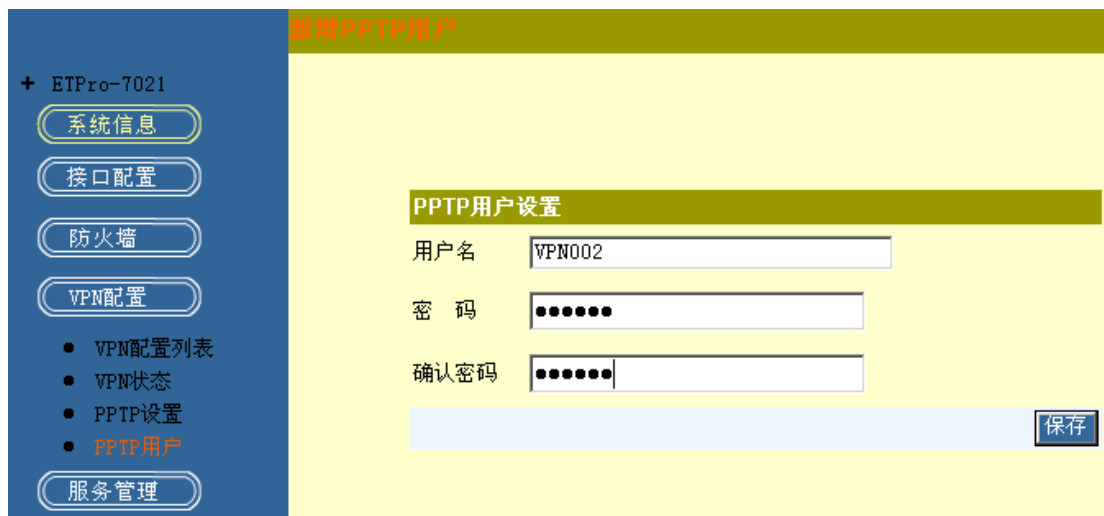 新增PPTP用户
+ ETPro-7021
系统信息
接口配置
防火墙
VPN配置
• VPN配置列表
• VPN状态
• PPTP设置
• PPTP用户
服务管理
PPTP用户设置
用户名 VPN002
密 码 ●●●●●●
确认密码 ●●●●●●
保存